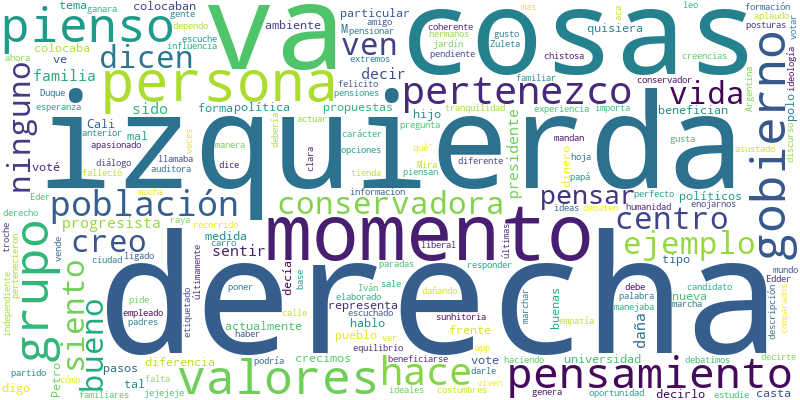 tema
ganara
gente
dependo
colocaban
ambiente
influencia
familiar
Petro
va
cosas
particular
M
pensionar
amigo
gusto
Zuleta
quisiera
coherente
hermanos
jardín
pendiente
mas
aca
leo
formación
aplaudo
posturas
votar
chistosa
creencias
ideología
pienso
dicen
ven
decir
escuche
extremos
felicito
pensiones
familiar
conservador
ahora
colocaba
ve
familia
Duque
esperanza
persona
pertenezco
vida
polo
gobierno
Argentina
discurso
ninguno
sido
forma
política
propuestas
hijo
tranquilidad
experiencia
importa
benefician
Cali
anterior
mal
voté
apasionado
diálogo
falleció
llamaba
auditora
veces
manera
dice
debería
actuar
carácter
pregunta
opciones
clara
qué'
Mira
piensan
tienda
informacion
presidente
diferente
mandan
dinero
hoja
papá
gusta
asustado
izquierda
mucha
Eder
derecho
población
conservadora
pensar
perfecto
humanidad
políticos
ideas
debaten
enojarnos
grupo
progresista
creo
raya
recorrido
medida
carro
sentir
momento
liberal
últimas
centro
ejemplo
tipo
candidato
nueva
debe
palabra
manejaba
marcha
mundo
Edder
descripción
compararlos
independiente
troche
pertenecieron
vende
ciudad
ligado
siento
últimamente
etiquetado
poner
decía
base
Iván
elaborado
paradas
sale
escuchado
dañando
responder
derecha
sunhitoria
marchar
buenas
empatía
daña
bueno
pide
empleado
padres
actualmente
haber
calle
representa
hablo
pueblo
ver
frente
app
haciendo
universidad
debatimos
decirte
partido
pasos
diferencia
crecimos
podría
equilibrio
beneficiarse
vote
darle
digo
como
tal
falta
familiares
jejejeje
valores
hace
ideales
costumbres
viven
genera
oportunidad
estudie
pensamiento
decirlo
casta